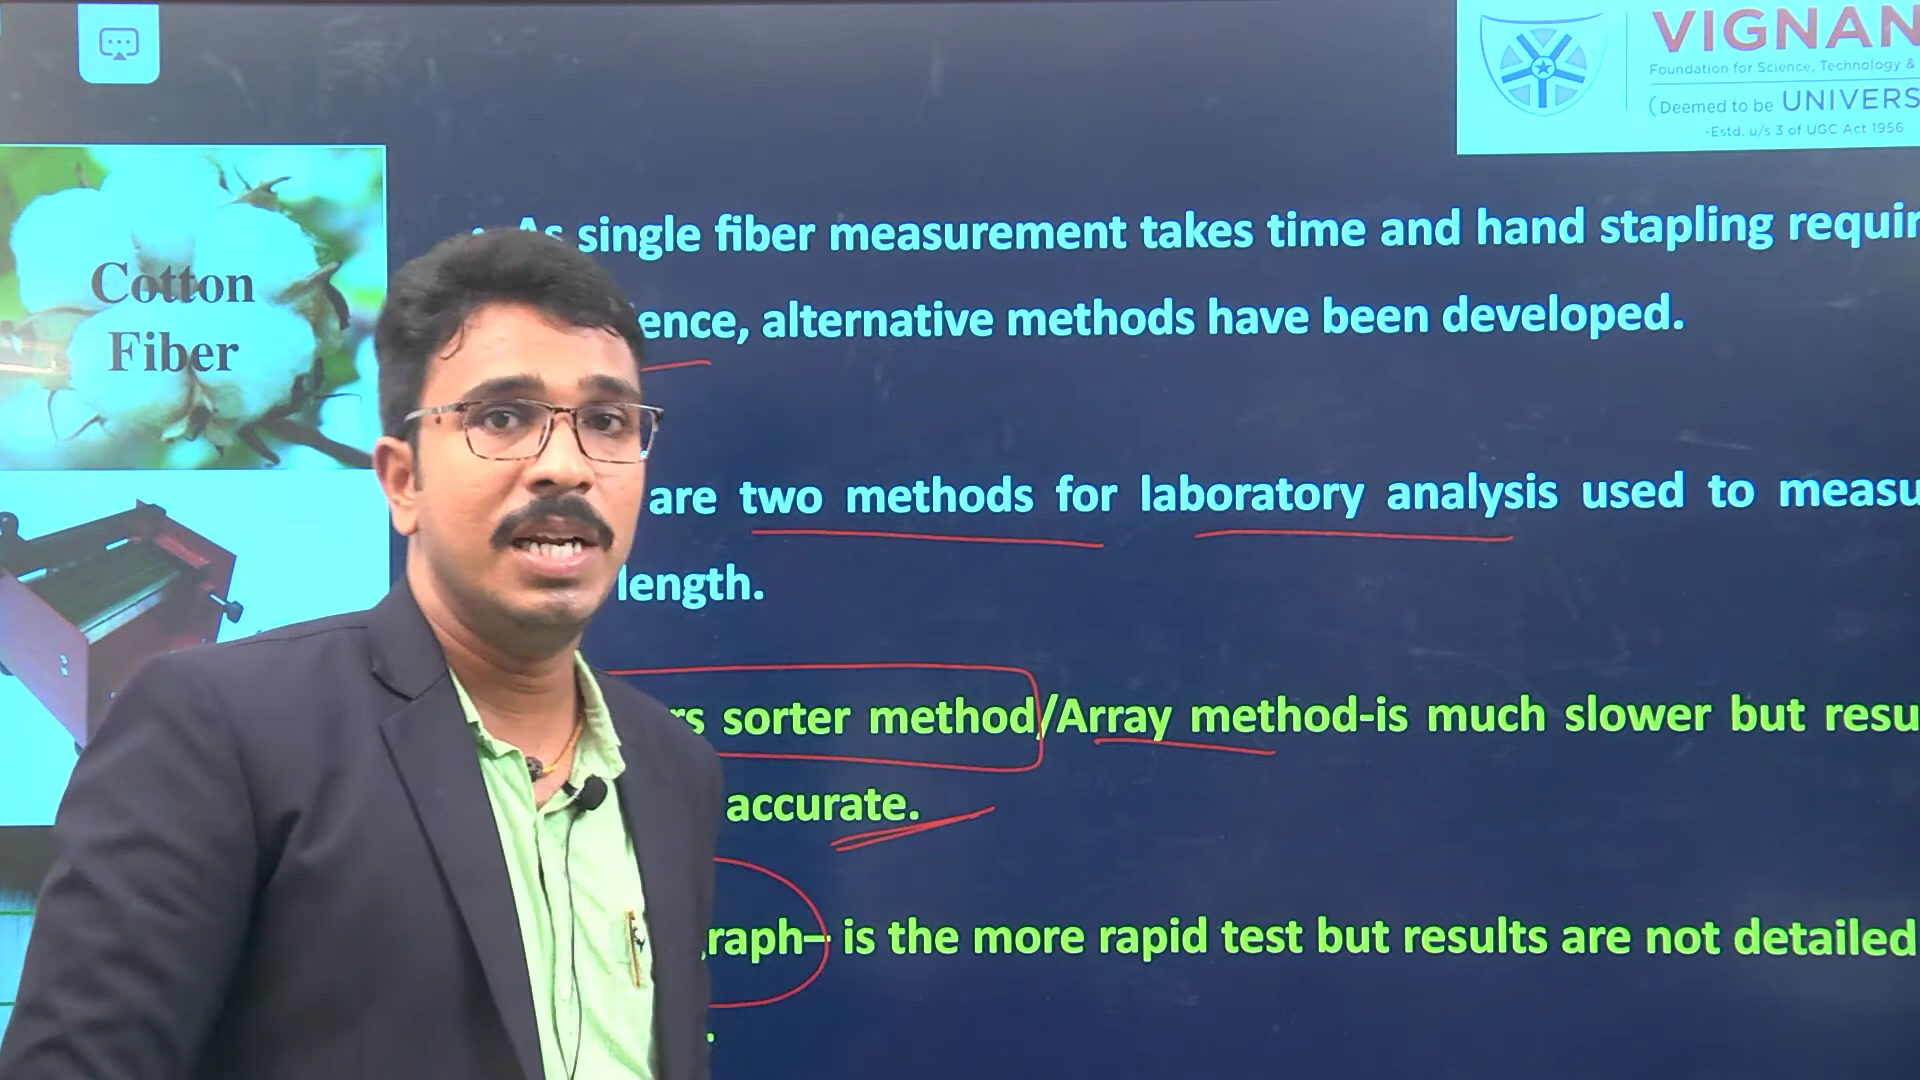 VIGNAN
Foundation for Science, Technology &
(Deemed to be UNIVERS
-Estd. u/s 3 of UGC Act 1956
Cotton
Fiber
As single fiber measurement takes time and hand stapling requir
ence, alternative methods have been developed.
are two methods for laboratory analysis used to measu
length.
rs sorter method/Array method-is much slower but resu
accurate.
raph– is the more rapid test but results are not detailed